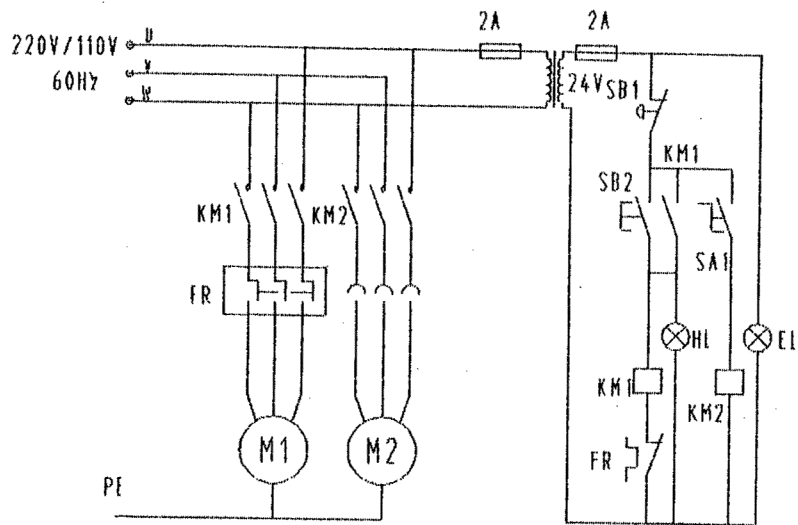 2A
2A
220V/110V
U
60Hz
V
W
24V
SB1
KM1
SB2
KM1
KM2
SA1
FR
HL
EL
KM1
KM2
M1
M2
FR
PE